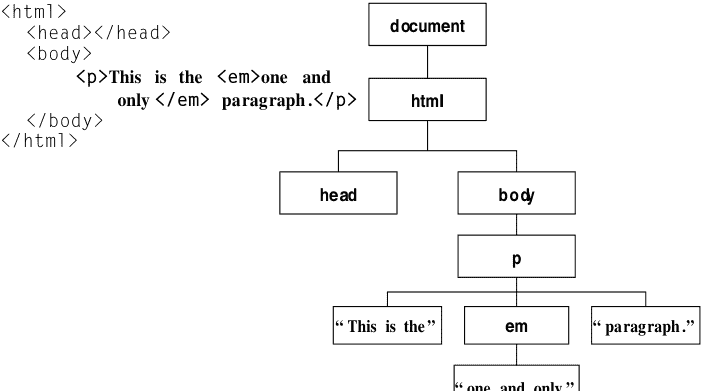 <html>
<head></head>
<body>
<p>This is the <em>one and
only</em> paragraph.</p>
</body>
</html>
document
html
head
body
p
“This is the”
em
“paragraph.”
“one and only”